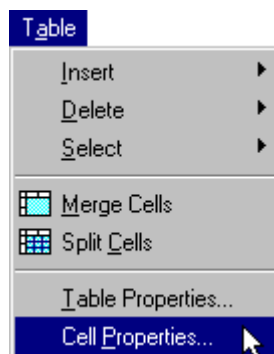 Table
Insert
Delete
Select
Merge Cells
Split Cells
Table Properties...
Cell Properties...